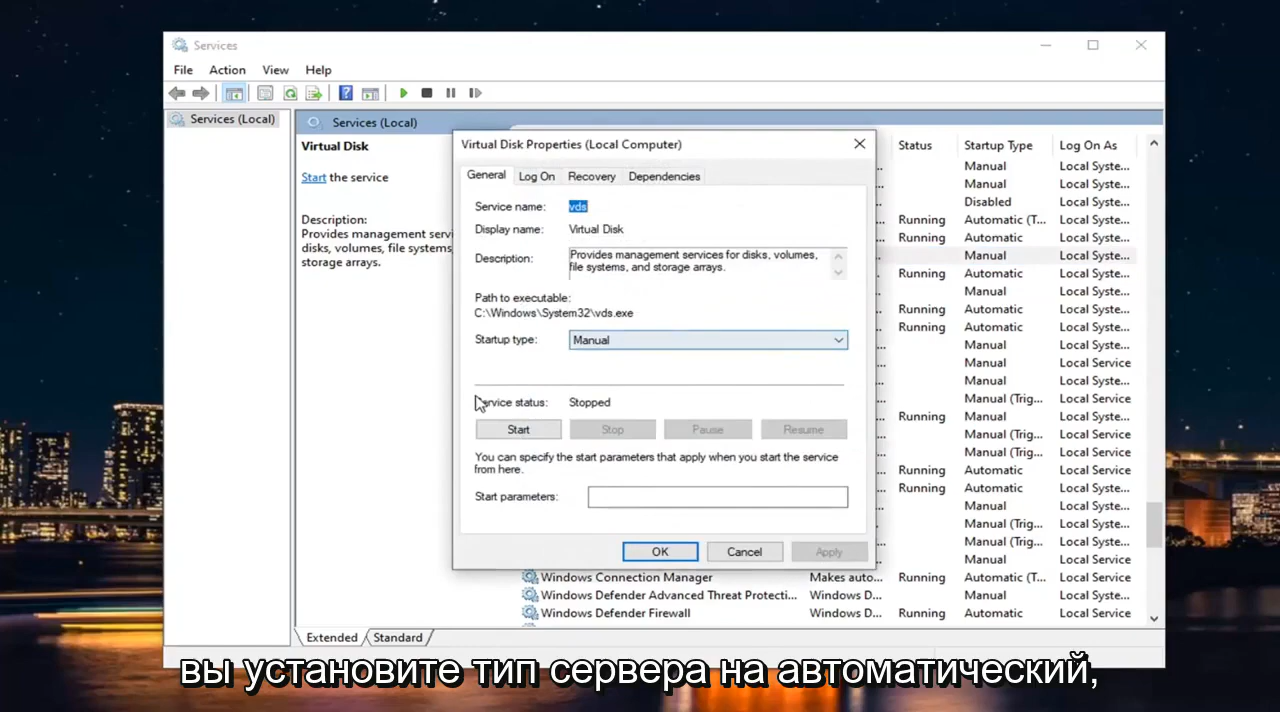 Services
File Action View Help
Services (Local)
Services (Local)
Virtual Disk
Start the service
Description:
Provides management servi
disks, volumes, file systems,
storage arrays.
Virtual Disk Properties (Local Computer)
General Log On Recovery Dependencies
Service name: vds
Display name: Virtual Disk
Description: Provides management services for disks, volumes,
file systems, and storage arrays.
Path to executable:
C:\Windows\System32\vds.exe
Startup type: Manual
Service status: Stopped
Start Stop Pause Resume
You can specify the start parameters that apply when you start the service
from here.
Start parameters:
OK Cancel Apply
Status Startup Type Log On As
Manual Local Syste...
Manual Local Syste...
Disabled Local Syste...
Running Automatic (T... Local Syste...
Running Automatic Local Syste...
Manual Local Syste...
Running Automatic Local Syste...
Manual Local Syste...
Running Automatic Local Syste...
Running Automatic Local Syste...
Manual Local Syste...
Manual Local Service
Manual Local Syste...
Manual (Trig... Local Service
Running Automatic Local Syste...
Manual (Trig... Local Syste...
Manual (Trig... Local Syste...
Running Automatic Local Service
Running Automatic Local Syste...
Manual Local Syste...
Manual (Trig... Local Syste...
Manual (Trig... Local Syste...
Manual Local Service
Windows Connection Manager Makes auto... Running Automatic (T... Local Service
Windows Defender Advanced Threat Protecti... Windows D... Manual Local Syste...
Windows Defender Firewall Windows D... Running Automatic Local Service
Extended Standard
вы установите тип сервера на автоматический,